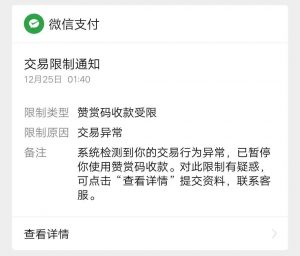 微信支付
交易限制通知
12月25日 01:40
限制类型 赞赏码收款受限
限制原因 交易异常
备注 系统检测到你的交易行为异常，已暂停
你使用赞赏码收款。对此限制有疑惑，
可点击“查看详情”提交资料，联系客
服。
查看详情